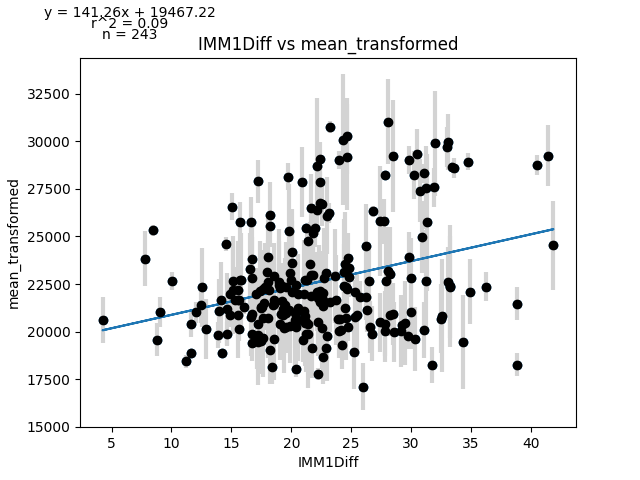 y = 141.26x + 19467.22
r^2 = 0.09
n = 243
IMM1Diff vs mean_transformed
32500
30000
27500
25000
22500
20000
17500
15000
mean_transformed
5 10 15 20 25 30 35 40
IMM1Diff